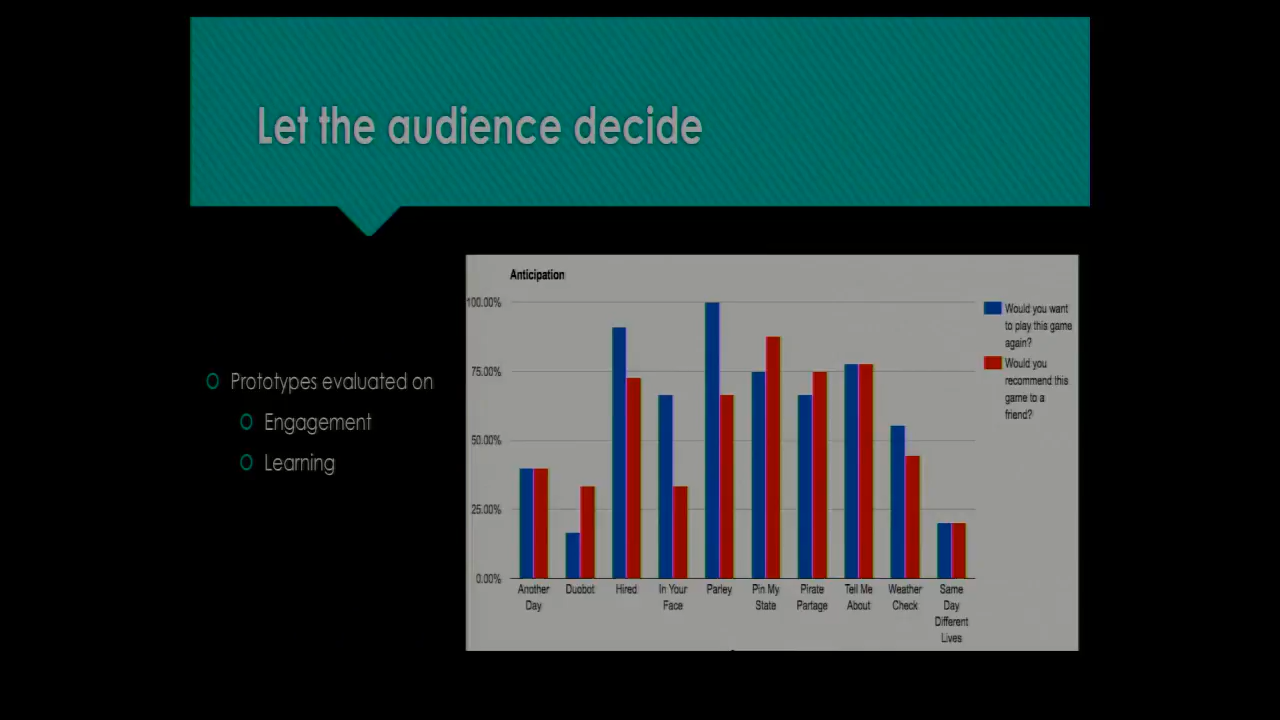 Let the audience decide
Prototypes evaluated on
Engagement
Learning
Anticipation
100.00%
75.00%
50.00%
25.00%
0.00%
Another
Day
Duobot
Hired
In Your
Face
Parley
Pin My
State
Pirate
Partage
Tell Me
About
Weather
Check
Same
Day
Different
Lives
Would you want
to play this game
again?
Would you
recommend this
game to a
friend?